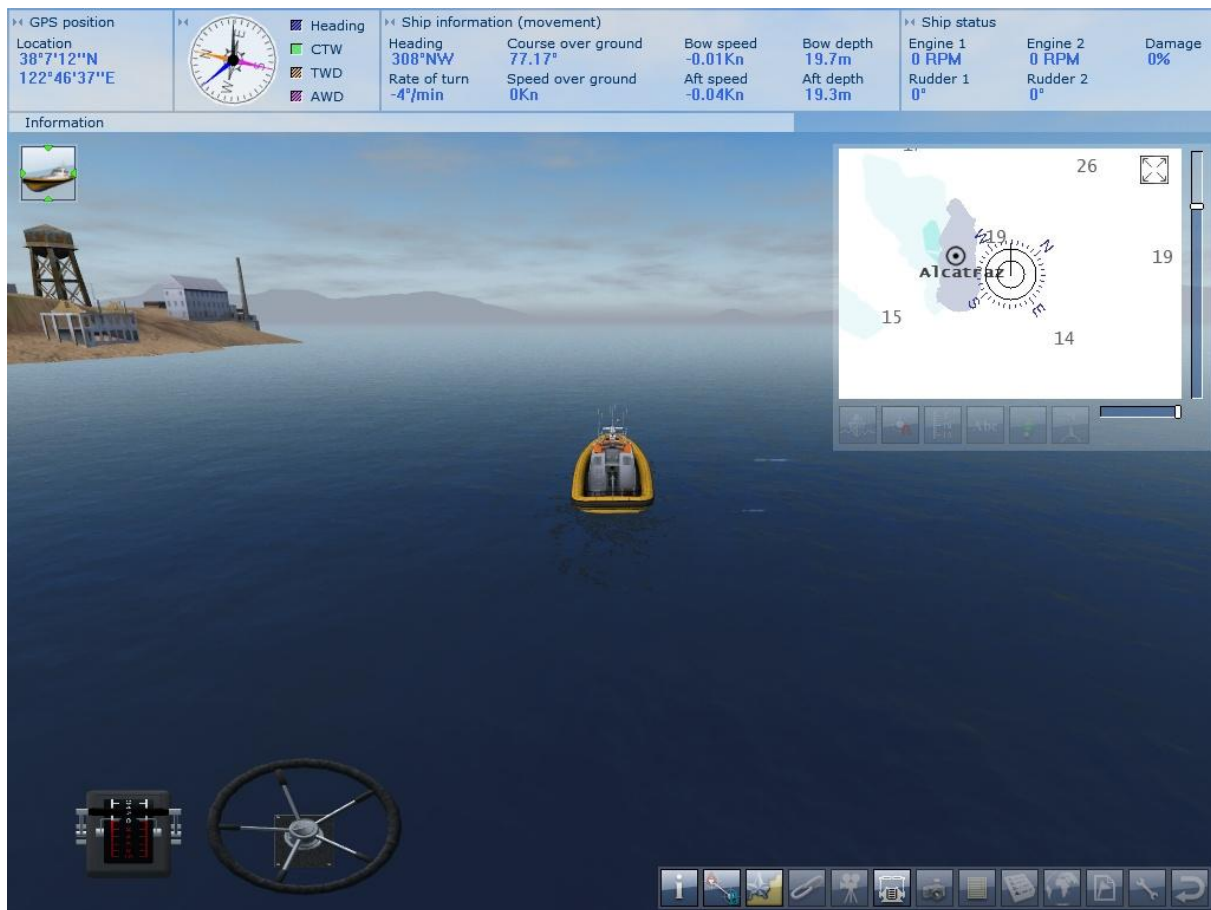 GPS position
Location
38°7'12''N
122°46'37''E
Heading
CTW
TWD
AWD
Ship information (movement)
Heading Course over ground Bow speed Bow depth
308°NW 77.17° -0.01Kn 19.7m
Rate of turn Speed over ground Aft speed Aft depth
-4°/min 0Kn -0.04Kn 19.3m
Ship status
Engine 1 Engine 2 Damage
0 RPM 0 RPM 0%
Rudder 1 Rudder 2
0° 0°
Information
26
19
19
Alcatraz
15
14
N
E
S
W
Abc
i